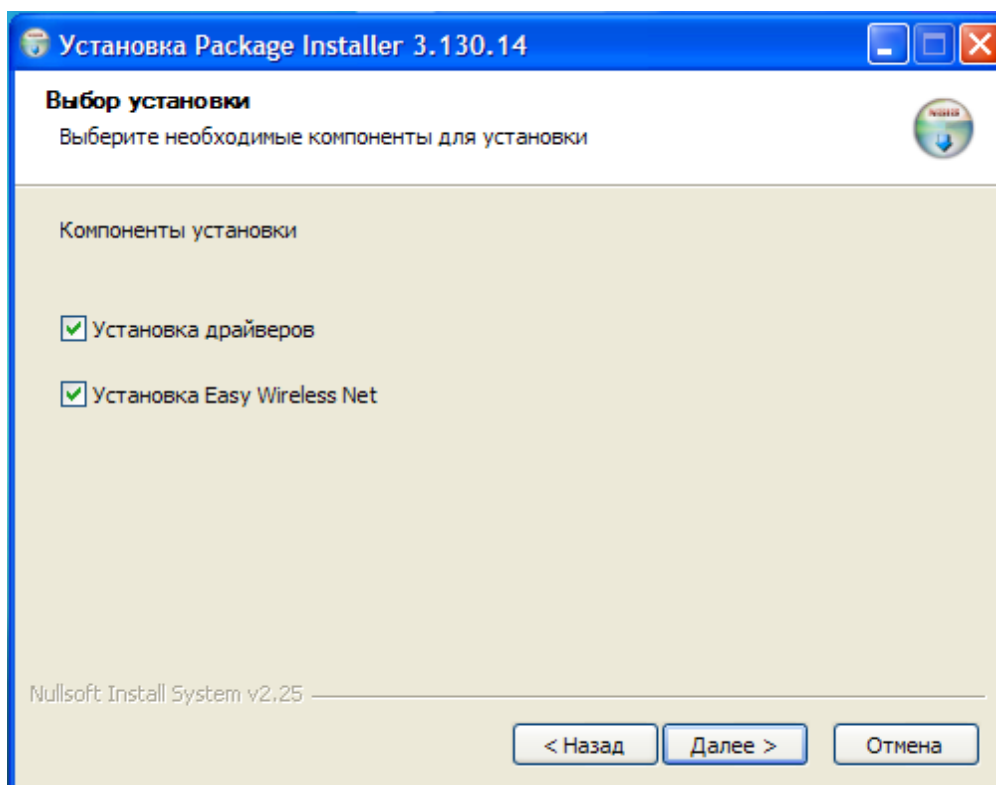 Установка Package Installer 3.130.14
Выбор установки
Выберите необходимые компоненты для установки
NSIS
Компоненты установки
Установка драйверов
Установка Easy Wireless Net
Nullsoft Install System v2.25
< Назад
Далее >
Отмена